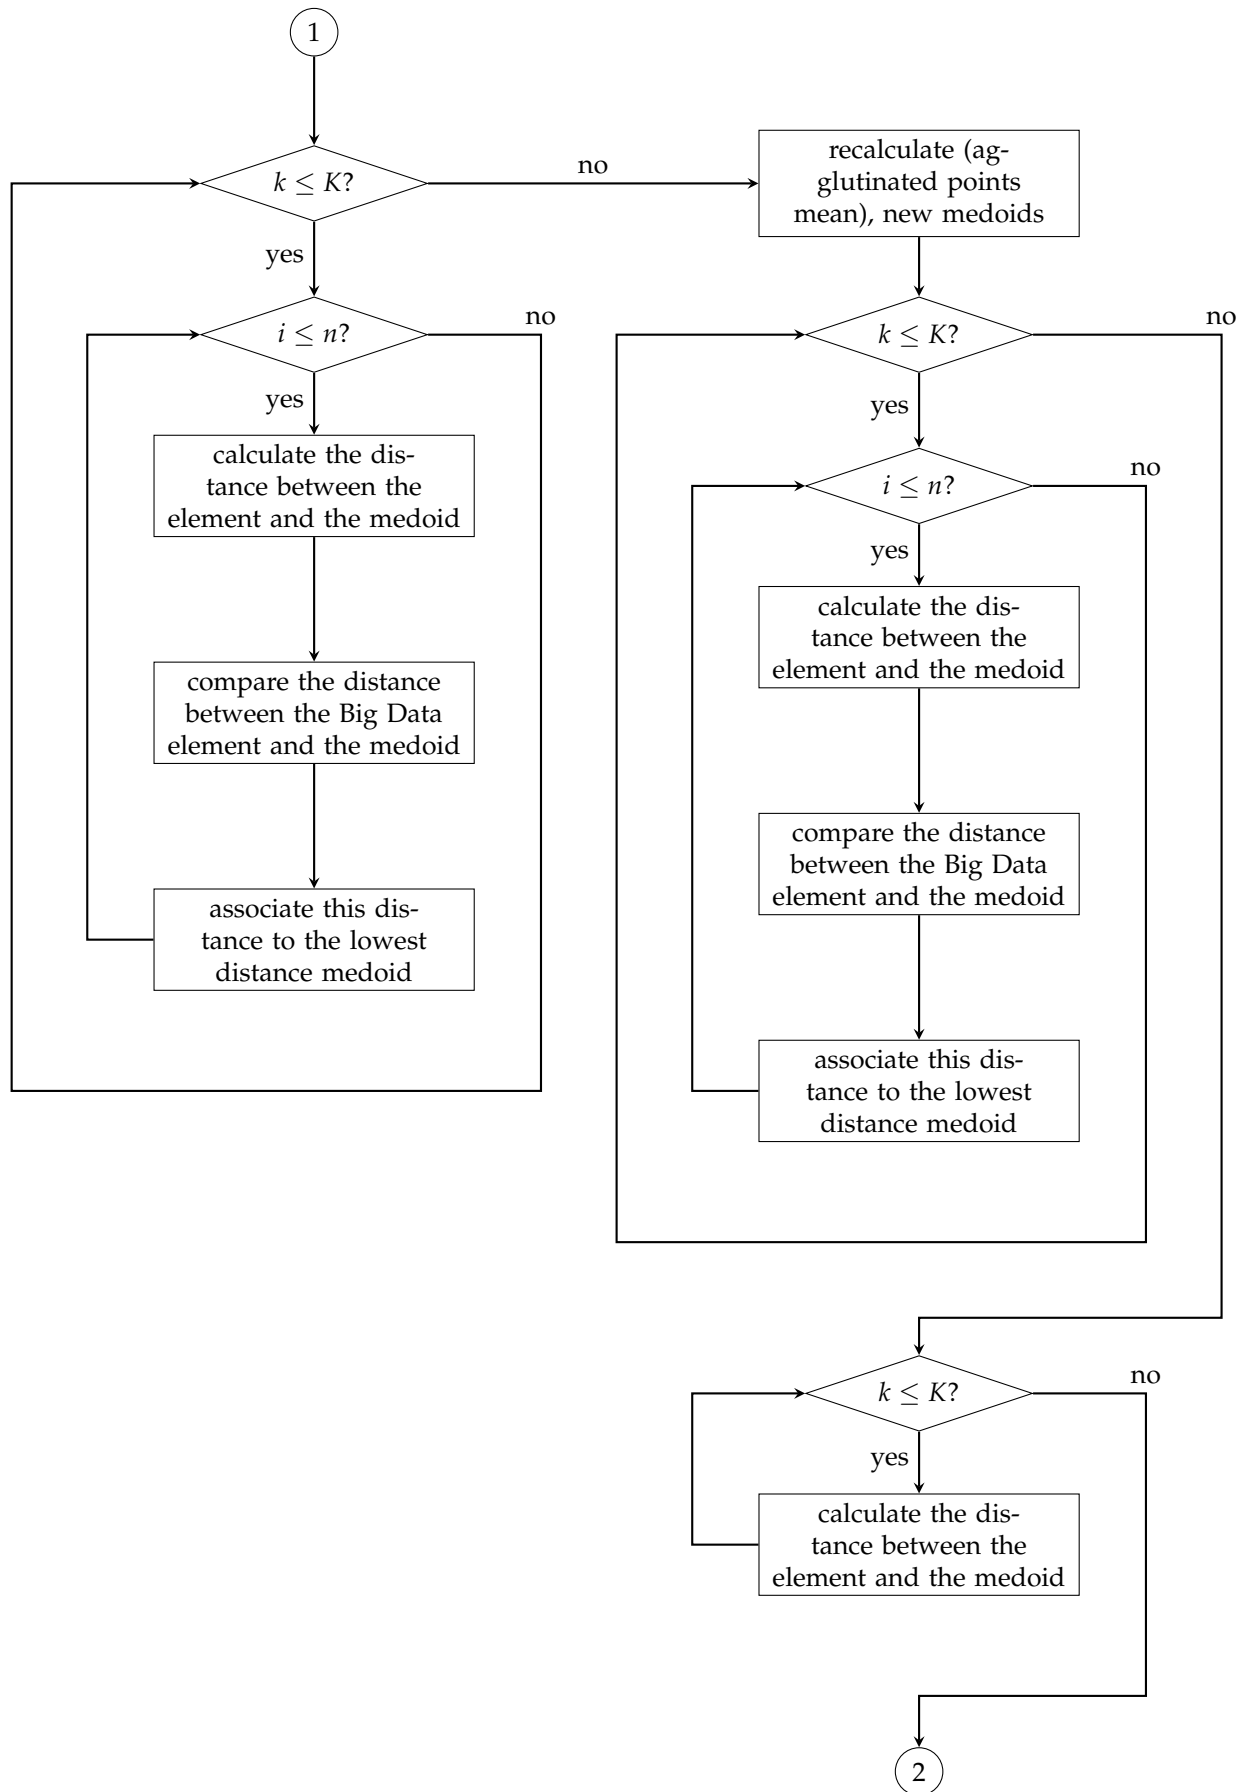 1
k ≤ K?
no
yes
i ≤ n?
no
yes
calculate the dis-
tance between the
element and the medoid
compare the distance
between the Big Data
element and the medoid
associate this dis-
tance to the lowest
distance medoid
recalculate (ag-
glutinated points
mean), new medoids
k ≤ K?
no
yes
i ≤ n?
no
yes
calculate the dis-
tance between the
element and the medoid
compare the distance
between the Big Data
element and the medoid
associate this dis-
tance to the lowest
distance medoid
k ≤ K?
no
yes
calculate the dis-
tance between the
element and the medoid
2